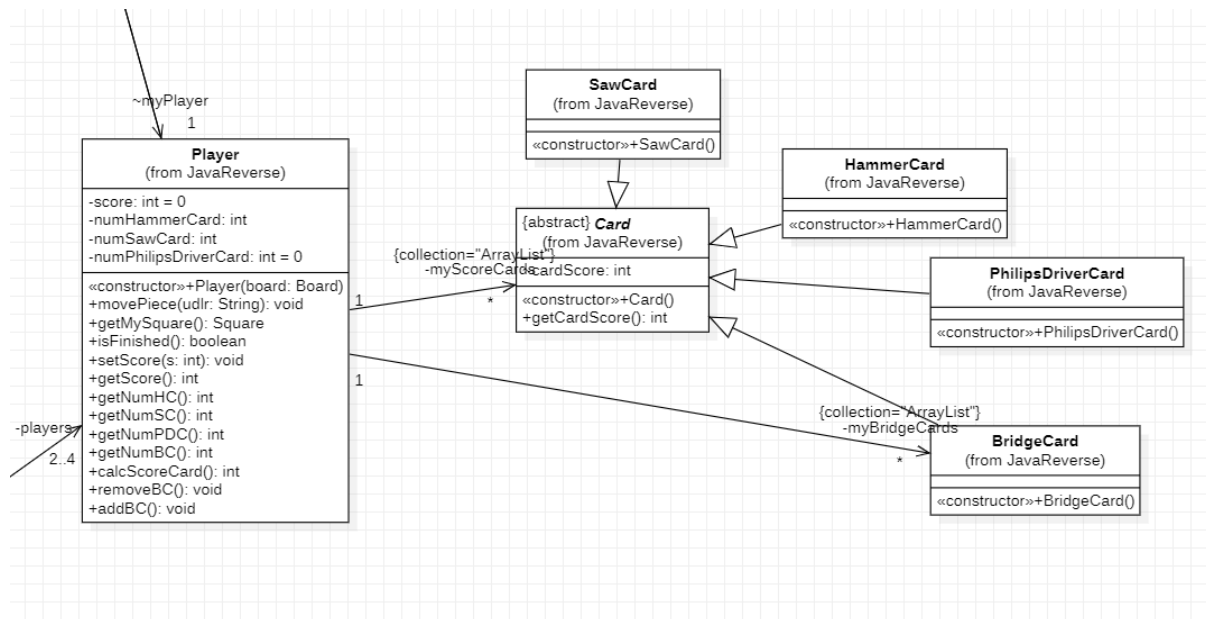 ~myPlayer
1
Player
(from JavaReverse)
-score: int = 0
-numHammerCard: int
-numSawCard: int
-numPhilipsDriverCard: int = 0
«constructor»+Player(board: Board)
+movePiece(udlr: String): void
+getMySquare(): Square
+isFinished(): boolean
+setScore(s: int): void
+getScore(): int
+getNumHC(): int
+getNumSC(): int
+getNumPDC(): int
+getNumBC(): int
+calcScoreCard(): int
+removeBC(): void
+addBC(): void
-players
2..4
{collection="ArrayList"}
-myScoreCards
1
*
1
SawCard
(from JavaReverse)
«constructor»+SawCard()
{abstract} Card
(from JavaReverse)
cardScore: int
«constructor»+Card()
+getCardScore(): int
HammerCard
(from JavaReverse)
«constructor»+HammerCard()
PhilipsDriverCard
(from JavaReverse)
«constructor»+PhilipsDriverCard()
{collection="ArrayList"}
-myBridgeCards
*
BridgeCard
(from JavaReverse)
«constructor»+BridgeCard()